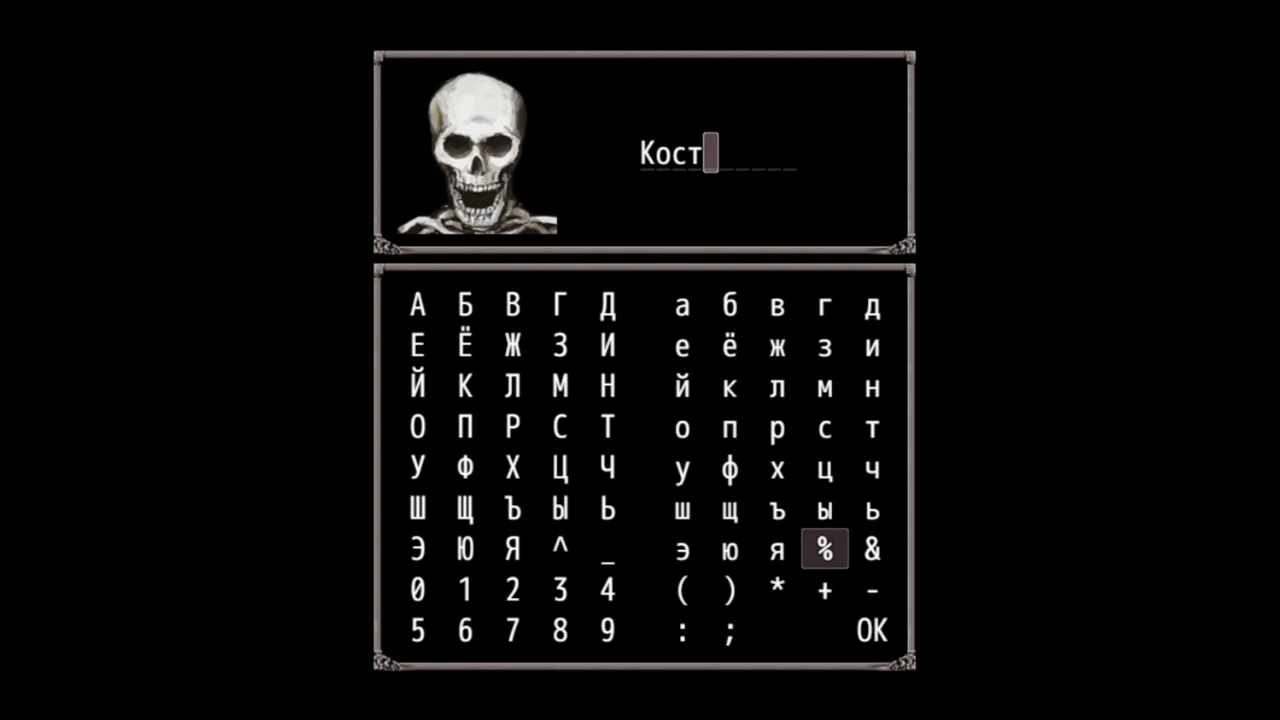 Кост
А Б В Г Д а б в г д
Е Ё Ж З И е ё ж з и
Й К Л М Н й к л м н
О П Р С Т о п р с т
У Ф Х Ц Ч у ф х ц ч
Ш Щ Ъ Ы Ь ш щ ъ ы ь
Э Ю Я ^ _ э ю я % &
0 1 2 3 4 ( ) * + -
5 6 7 8 9 : ; OK